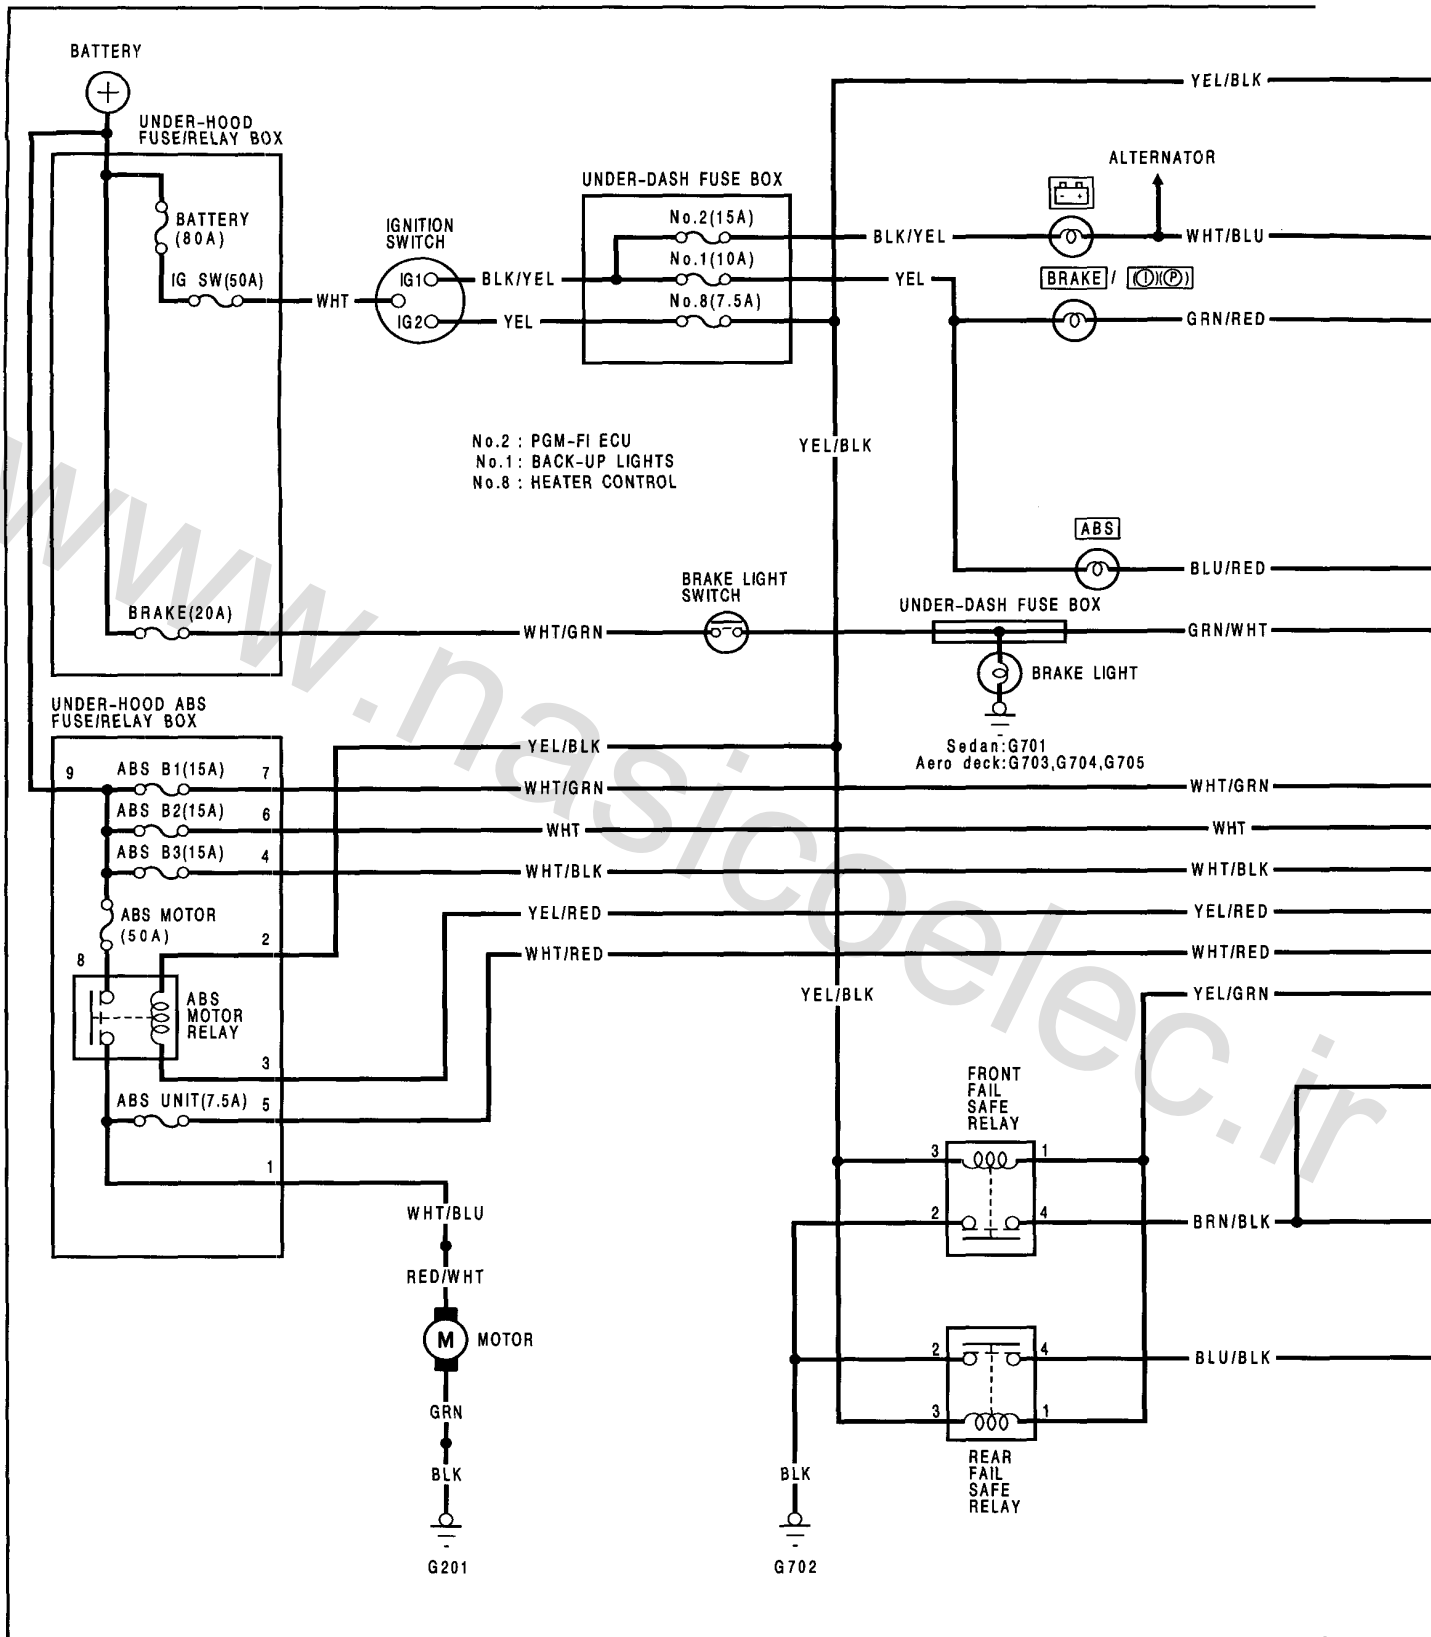 BATTERY
UNDER-HOOD
FUSE/RELAY BOX
BATTERY
(80A)
IG SW(50A)
WHT
IGNITION
SWITCH
IG1
IG2
BLK/YEL
YEL
UNDER-DASH FUSE BOX
No.2(15A)
No.1(10A)
No.8(7.5A)
YEL/BLK
ALTERNATOR
BLK/YEL
WHT/BLU
YEL
BRAKE / (P)
GRN/RED
No.2 : PGM-FI ECU
No.1 : BACK-UP LIGHTS
No.8 : HEATER CONTROL
YEL/BLK
ABS
BLU/RED
BRAKE(20A)
WHT/GRN
BRAKE LIGHT
SWITCH
UNDER-DASH FUSE BOX
GRN/WHT
BRAKE LIGHT
Sedan:G701
Aero deck:G703,G704,G705
UNDER-HOOD ABS
FUSE/RELAY BOX
YEL/BLK
9 ABS B1(15A) 7
WHT/GRN WHT/GRN
ABS B2(15A) 6
WHT WHT
ABS B3(15A) 4
WHT/BLK WHT/BLK
ABS MOTOR
(50A)
YEL/RED YEL/RED
2
WHT/RED WHT/RED
8
ABS
MOTOR
RELAY
YEL/BLK YEL/GRN
3
ABS UNIT(7.5A) 5
1
FRONT
FAIL
SAFE
RELAY
3 1
2 4
BRN/BLK
WHT/BLU
RED/WHT
M MOTOR
GRN
BLK
G201
2 4
BLU/BLK
3 1
REAR
FAIL
SAFE
RELAY
BLK
G702
www.nasicoelec.ir